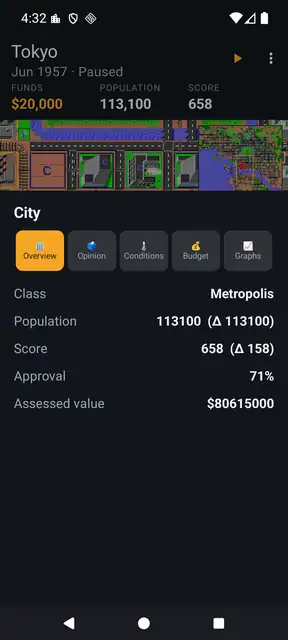 4:32
Tokyo
Jun 1957 · Paused
FUNDS POPULATION SCORE
$20,000 113,100 658
C
City
Overview Opinion Conditions Budget Graphs
Class Metropolis
Population 113100 (Δ 113100)
Score 658 (Δ 158)
Approval 71%
Assessed value $80615000